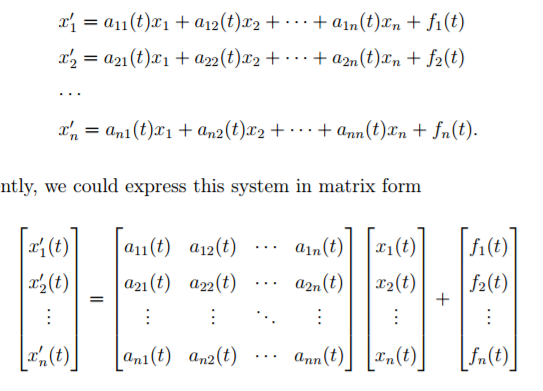 x′₁ = a₁₁(t)x₁ + a₁₂(t)x₂ + · · · + a₁ₙ(t)xₙ + f₁(t)
x′₂ = a₂₁(t)x₁ + a₂₂(t)x₂ + · · · + a₂ₙ(t)xₙ + f₂(t)
. . .
x′ₙ = aₙ₁(t)x₁ + aₙ₂(t)x₂ + · · · + aₙₙ(t)xₙ + fₙ(t).
ntly, we could express this system in matrix form
[x′₁(t)] [a₁₁(t) a₁₂(t) · · · a₁ₙ(t)] [x₁(t)] [f₁(t)]
[x′₂(t)] = [a₂₁(t) a₂₂(t) · · · a₂ₙ(t)] [x₂(t)] + [f₂(t)]
[⋮] [⋮ ⋮ ⋱ ⋮] [⋮] [⋮]
[x′ₙ(t)] [aₙ₁(t) aₙ₂(t) · · · aₙₙ(t)] [xₙ(t)] [fₙ(t)]